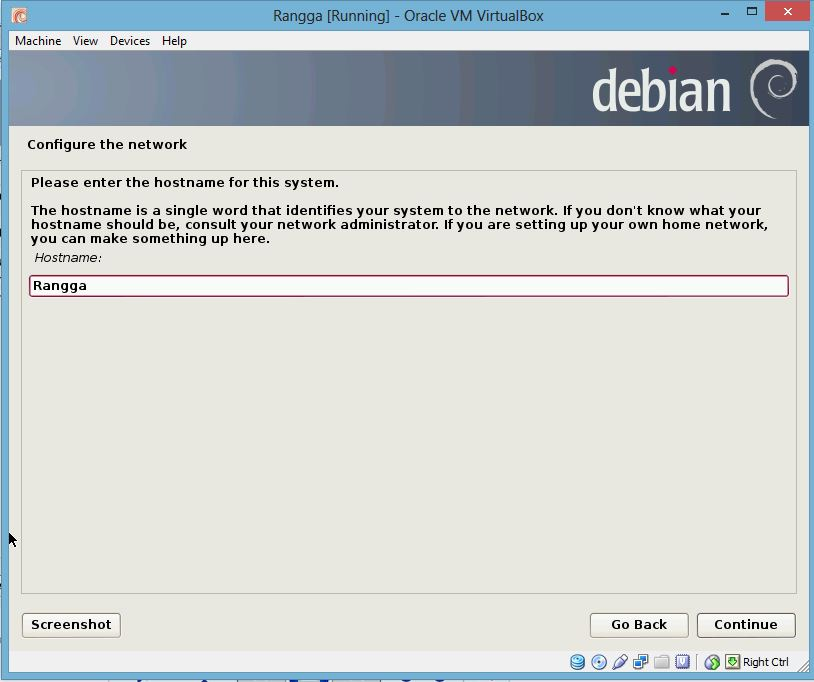 Rangga [Running] - Oracle VM VirtualBox
Machine View Devices Help
debian
Configure the network
Please enter the hostname for this system.
The hostname is a single word that identifies your system to the network. If you don't know what your
hostname should be, consult your network administrator. If you are setting up your own home network,
you can make something up here.
Hostname:
Rangga
Screenshot Go Back Continue
Right Ctrl